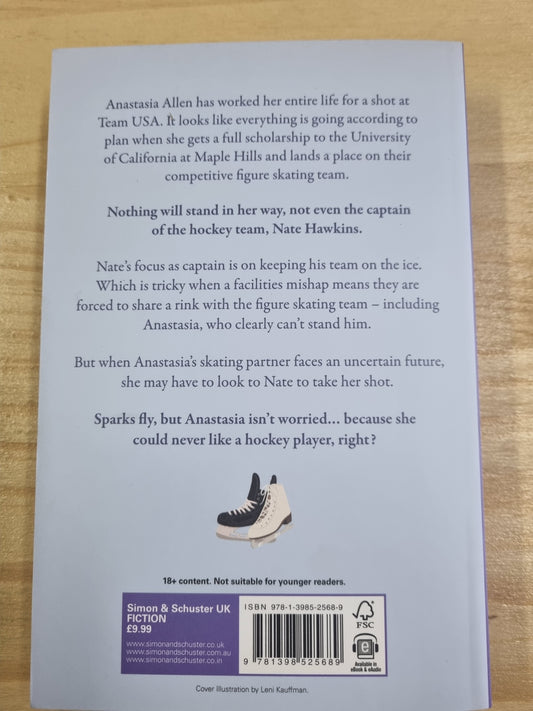 Anastasia Allen has worked her entire life for a shot at
Team USA. It looks like everything is going according to
plan when she gets a full scholarship to the University
of California at Maple Hills and lands a place on their
competitive figure skating team.
Nothing will stand in her way, not even the captain
of the hockey team, Nate Hawkins.
Nate's focus as captain is on keeping his team on the ice.
Which is tricky when a facilities mishap means they are
forced to share a rink with the figure skating team – including
Anastasia, who clearly can't stand him.
But when Anastasia's skating partner faces an uncertain future,
she may have to look to Nate to take her shot.
Sparks fly, but Anastasia isn't worried... because she
could never like a hockey player, right?
18+ content. Not suitable for younger readers.
Simon & Schuster UK
FICTION
£9.99
www.simonandschuster.co.uk
www.simonandschuster.com.au
www.simonandschuster.co.in
ISBN 978-1-3985-2568-9
9 781398 525689
FSC
e
Available in
eBook & eAudio
Cover Illustration by Leni Kauffman.